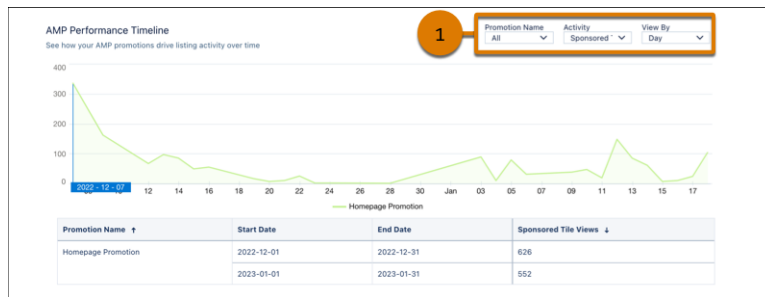 AMP Performance Timeline
See how your AMP promotions drive listing activity over time
1
Promotion Name Activity View By
All Sponsored Day
400
300
200
100
0
2022 - 12 - 07
12 14 16 18 20 22 24 26 28 30 Jan 03 05 07 09 11 13 15 17
Homepage Promotion
Promotion Name ↑ Start Date End Date Sponsored Tile Views ↓
Homepage Promotion 2022-12-01 2022-12-31 626
2023-01-01 2023-01-31 552